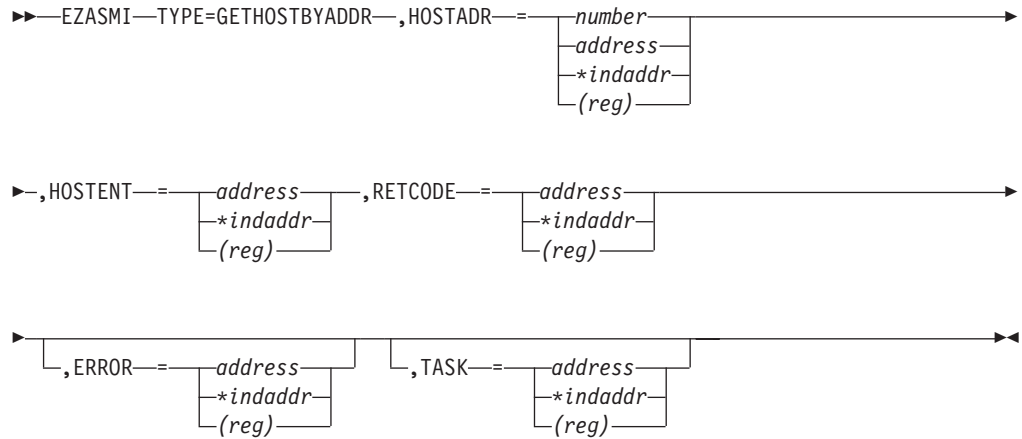 EZASMI TYPE=GETHOSTBYADDR ,HOSTADR = number
address
*indaddr
(reg)
,HOSTENT = address ,RETCODE = address
*indaddr *indaddr
(reg) (reg)
,ERROR = address ,TASK = address
*indaddr *indaddr
(reg) (reg)